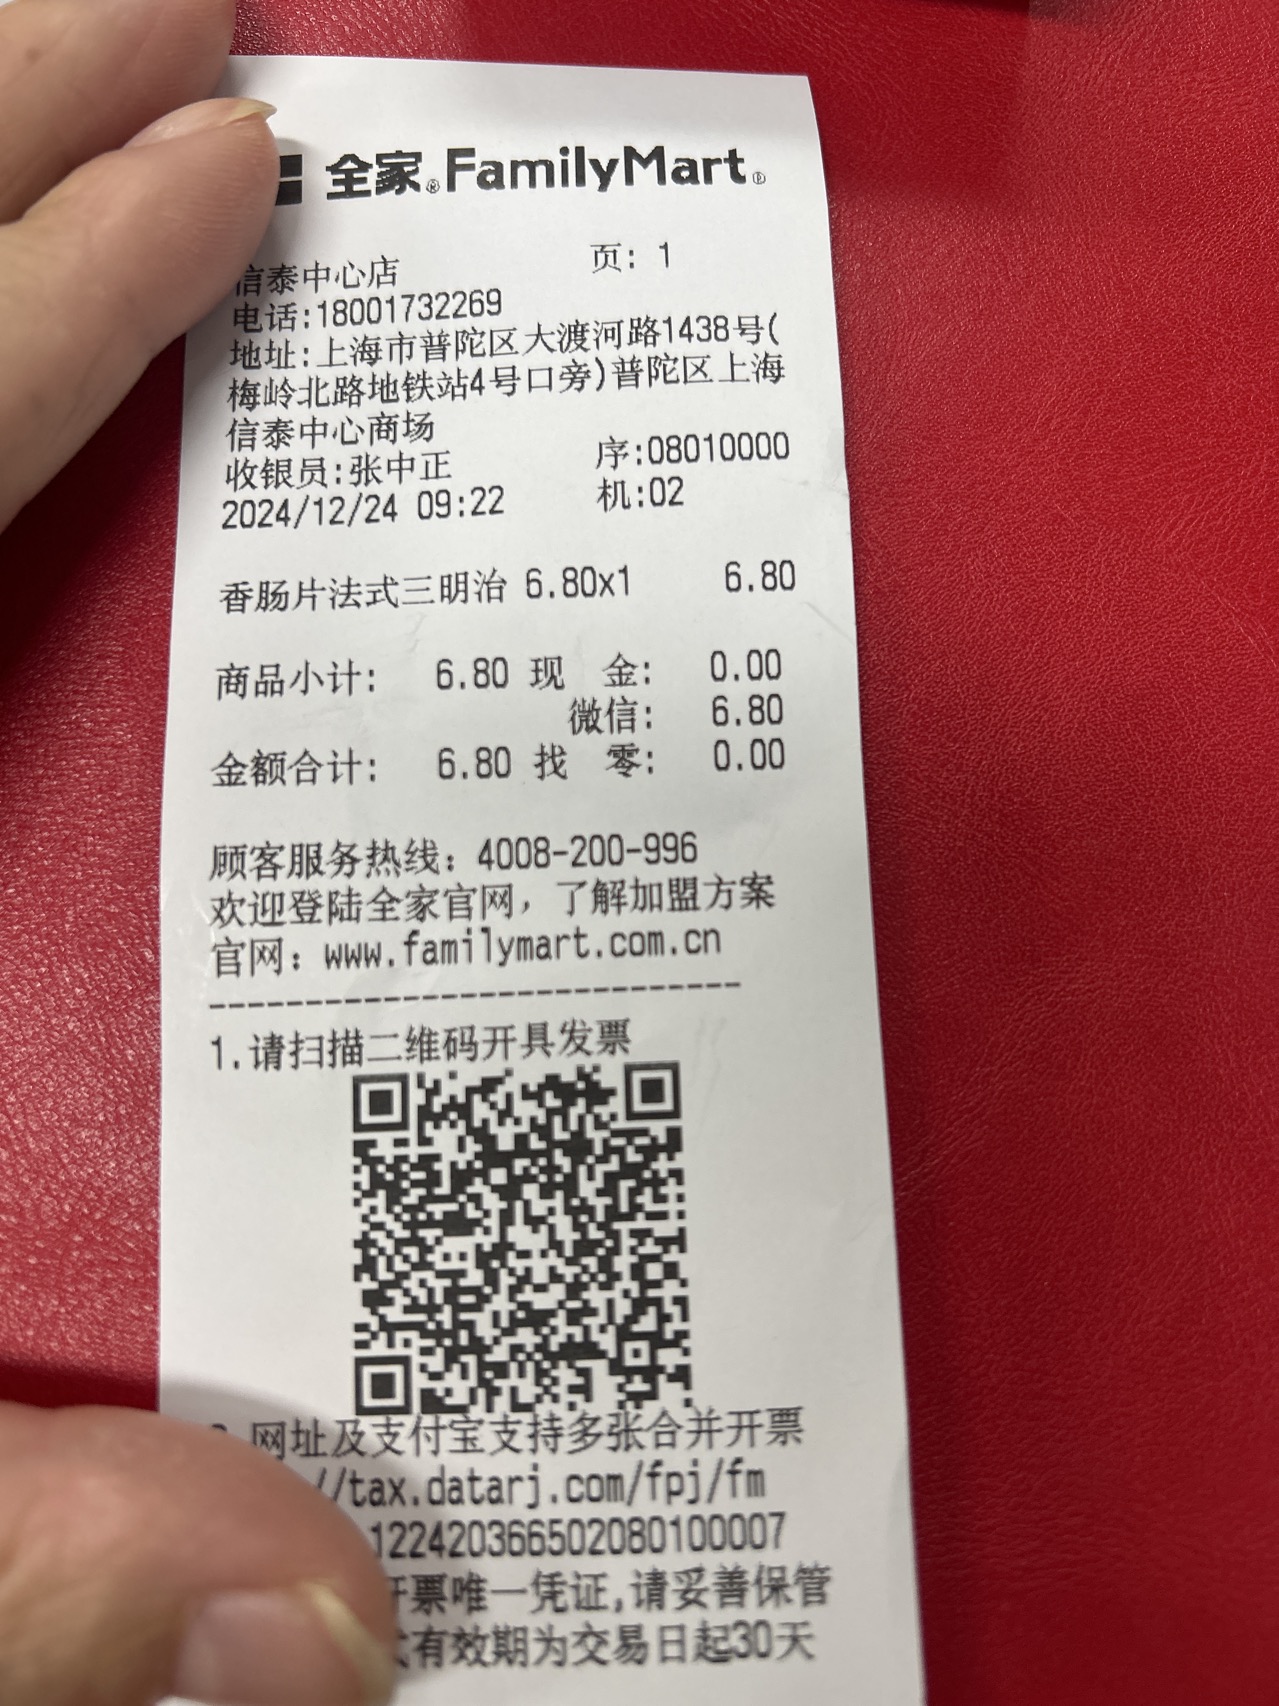 全家®FamilyMart®
信泰中心店 页: 1
电话:18001732269
地址:上海市普陀区大渡河路1438号(
梅岭北路地铁站4号口旁)普陀区上海
信泰中心商场
收银员:张中正 序:08010000
2024/12/24 09:22 机:02
香肠片法式三明治 6.80x1 6.80
商品小计: 6.80 现 金: 0.00
微信: 6.80
金额合计: 6.80 找 零: 0.00
顾客服务热线: 4008-200-996
欢迎登陆全家官网，了解加盟方案
官网: www.familymart.com.cn
---------------------------
1.请扫描二维码开具发票
网址及支付宝支持多张合并开票
//tax.datarj.com/fpj/fm
122420366502080100007
开票唯一凭证,请妥善保管
有效期为交易日起30天